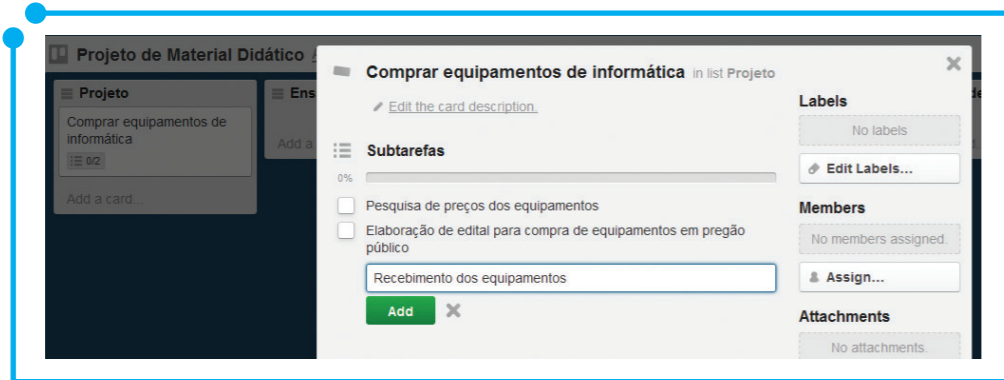 Projeto de Material Didático
Projeto
Comprar equipamentos de
informática
0/2
Add a card...
Ens
Add a
Comprar equipamentos de informática in list Projeto
Edit the card description.
Subtarefas
0%
Pesquisa de preços dos equipamentos
Elaboração de edital para compra de equipamentos em pregão
público
Recebimento dos equipamentos
Add
Labels
No labels
Edit Labels...
Members
No members assigned.
Assign...
Attachments
No attachments.
de